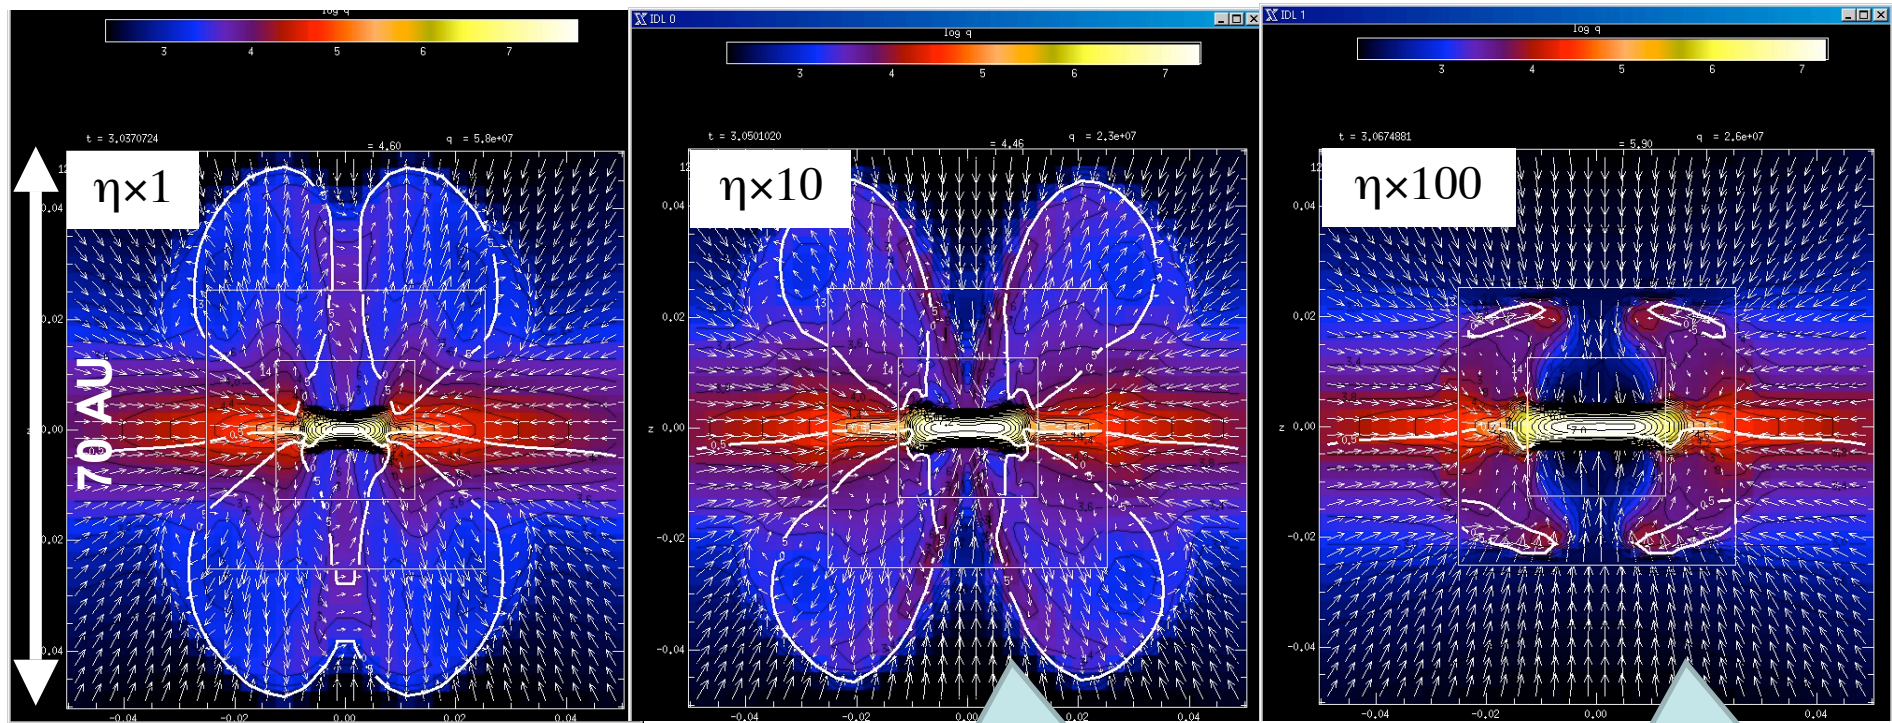 log q
3 4 5 6 7
t = 3.0370724
= 4.60
q = 5.8e+07
η×1
70 AU
0.04
0.02
0.00
0.02
0.04
-0.04 -0.02 0.00 0.02 0.04
IDL 0
log q
3 4 5 6 7
t = 3.0501020
= 4.46
q = 2.3e+07
η×10
0.04
0.02
z 0.00
-0.02
-0.04
-0.04 -0.02 0.00 0.02 0.04
IDL 1
log q
3 4 5 6 7
t = 3.0674881
= 5.90
q = 2.6e+07
η×100
0.04
0.02
z 0.00
-0.02
-0.04
-0.04 -0.02 0.00 0.02 0.04